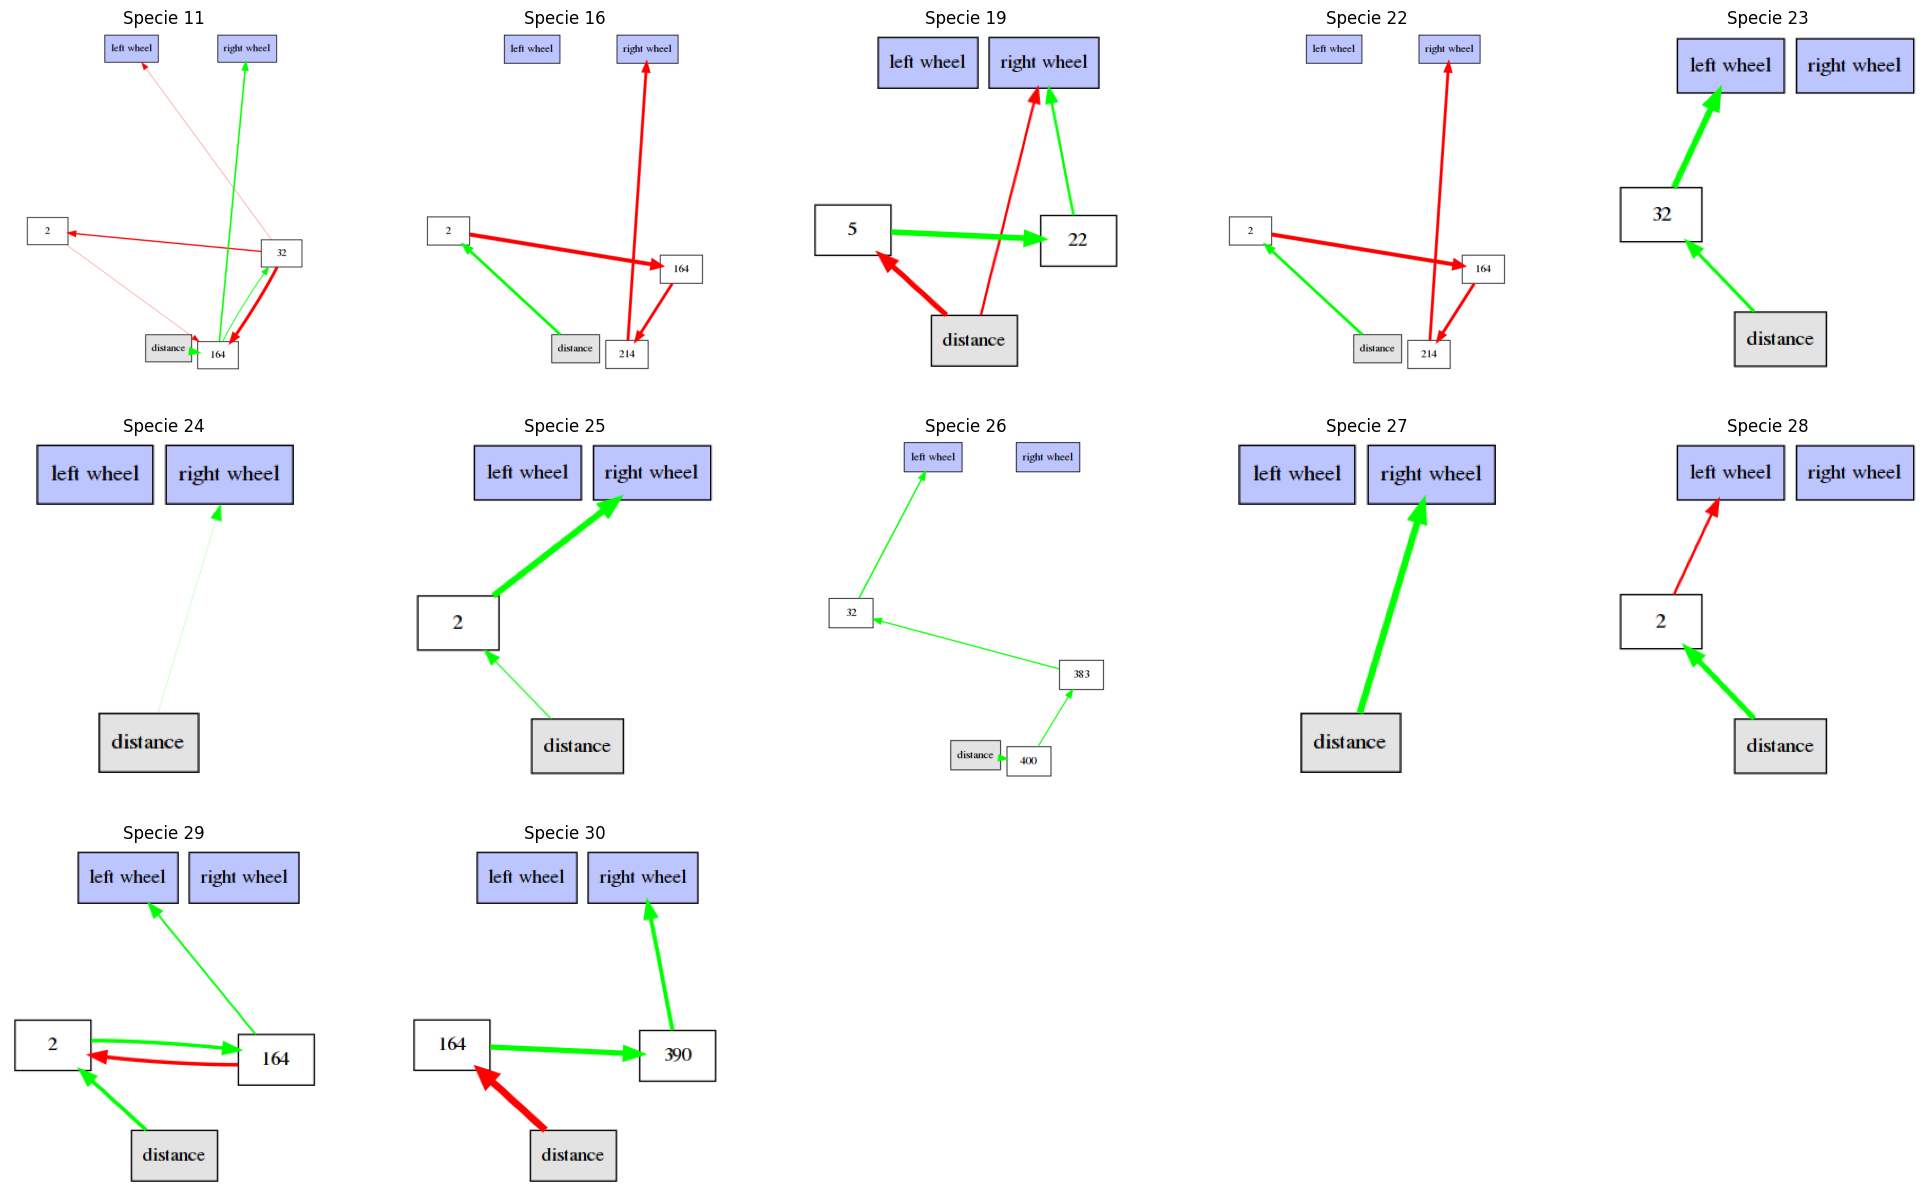 Specie 11
left wheel
right wheel
2
32
distance
164
Specie 16
left wheel
right wheel
2
164
distance
214
Specie 19
left wheel
right wheel
5
22
distance
Specie 22
left wheel
right wheel
2
164
distance
214
Specie 23
left wheel
right wheel
32
distance
Specie 24
left wheel
right wheel
distance
Specie 25
left wheel
right wheel
2
distance
Specie 26
left wheel
right wheel
32
383
distance
400
Specie 27
left wheel
right wheel
distance
Specie 28
left wheel
right wheel
2
distance
Specie 29
left wheel
right wheel
2
164
distance
Specie 30
left wheel
right wheel
164
390
distance